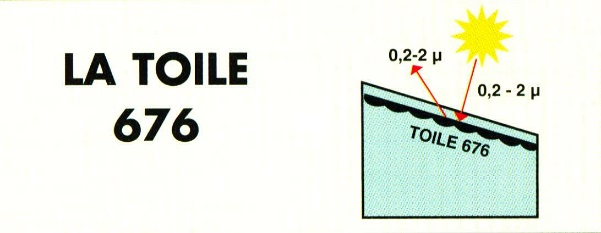 LA TOILE
676
0,2-2 µ
0,2 - 2 µ
TOILE 676